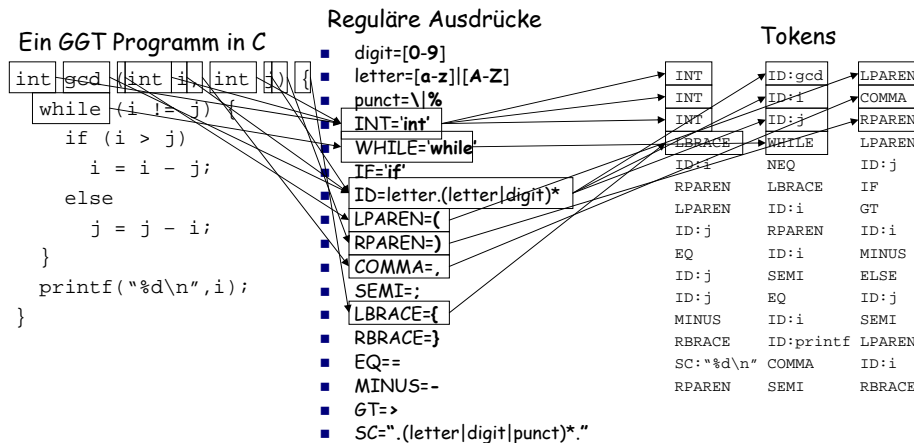 Ein GGT Programm in C
int gcd (int i, int j) {
while (i != j) {
if (i > j)
i = i - j;
else
j = j - i;
}
printf(“%d\n”,i);
}
Reguläre Ausdrücke
digit=[0-9]
letter=[a-z]|[A-Z]
punct=\|%
INT=‘int’
WHILE=‘while’
IF=‘if’
ID=letter.(letter|digit)*
LPAREN=(
RPAREN=)
COMMA=,
SEMI=;
LBRACE={
RBRACE=}
EQ==
MINUS=-
GT=>
SC=“.(letter|digit|punct)*.”
Tokens
INT ID:gcd LPAREN
INT ID:i COMMA
INT ID:j RPAREN
LBRACE WHILE LPAREN
ID:i NEQ ID:j
RPAREN LBRACE IF
LPAREN ID:i GT
ID:j RPAREN ID:i
EQ ID:i MINUS
ID:j SEMI ELSE
ID:j EQ ID:j
MINUS ID:i SEMI
RBRACE ID:printf LPAREN
SC:“%d\n” COMMA ID:i
RPAREN SEMI RBRACE